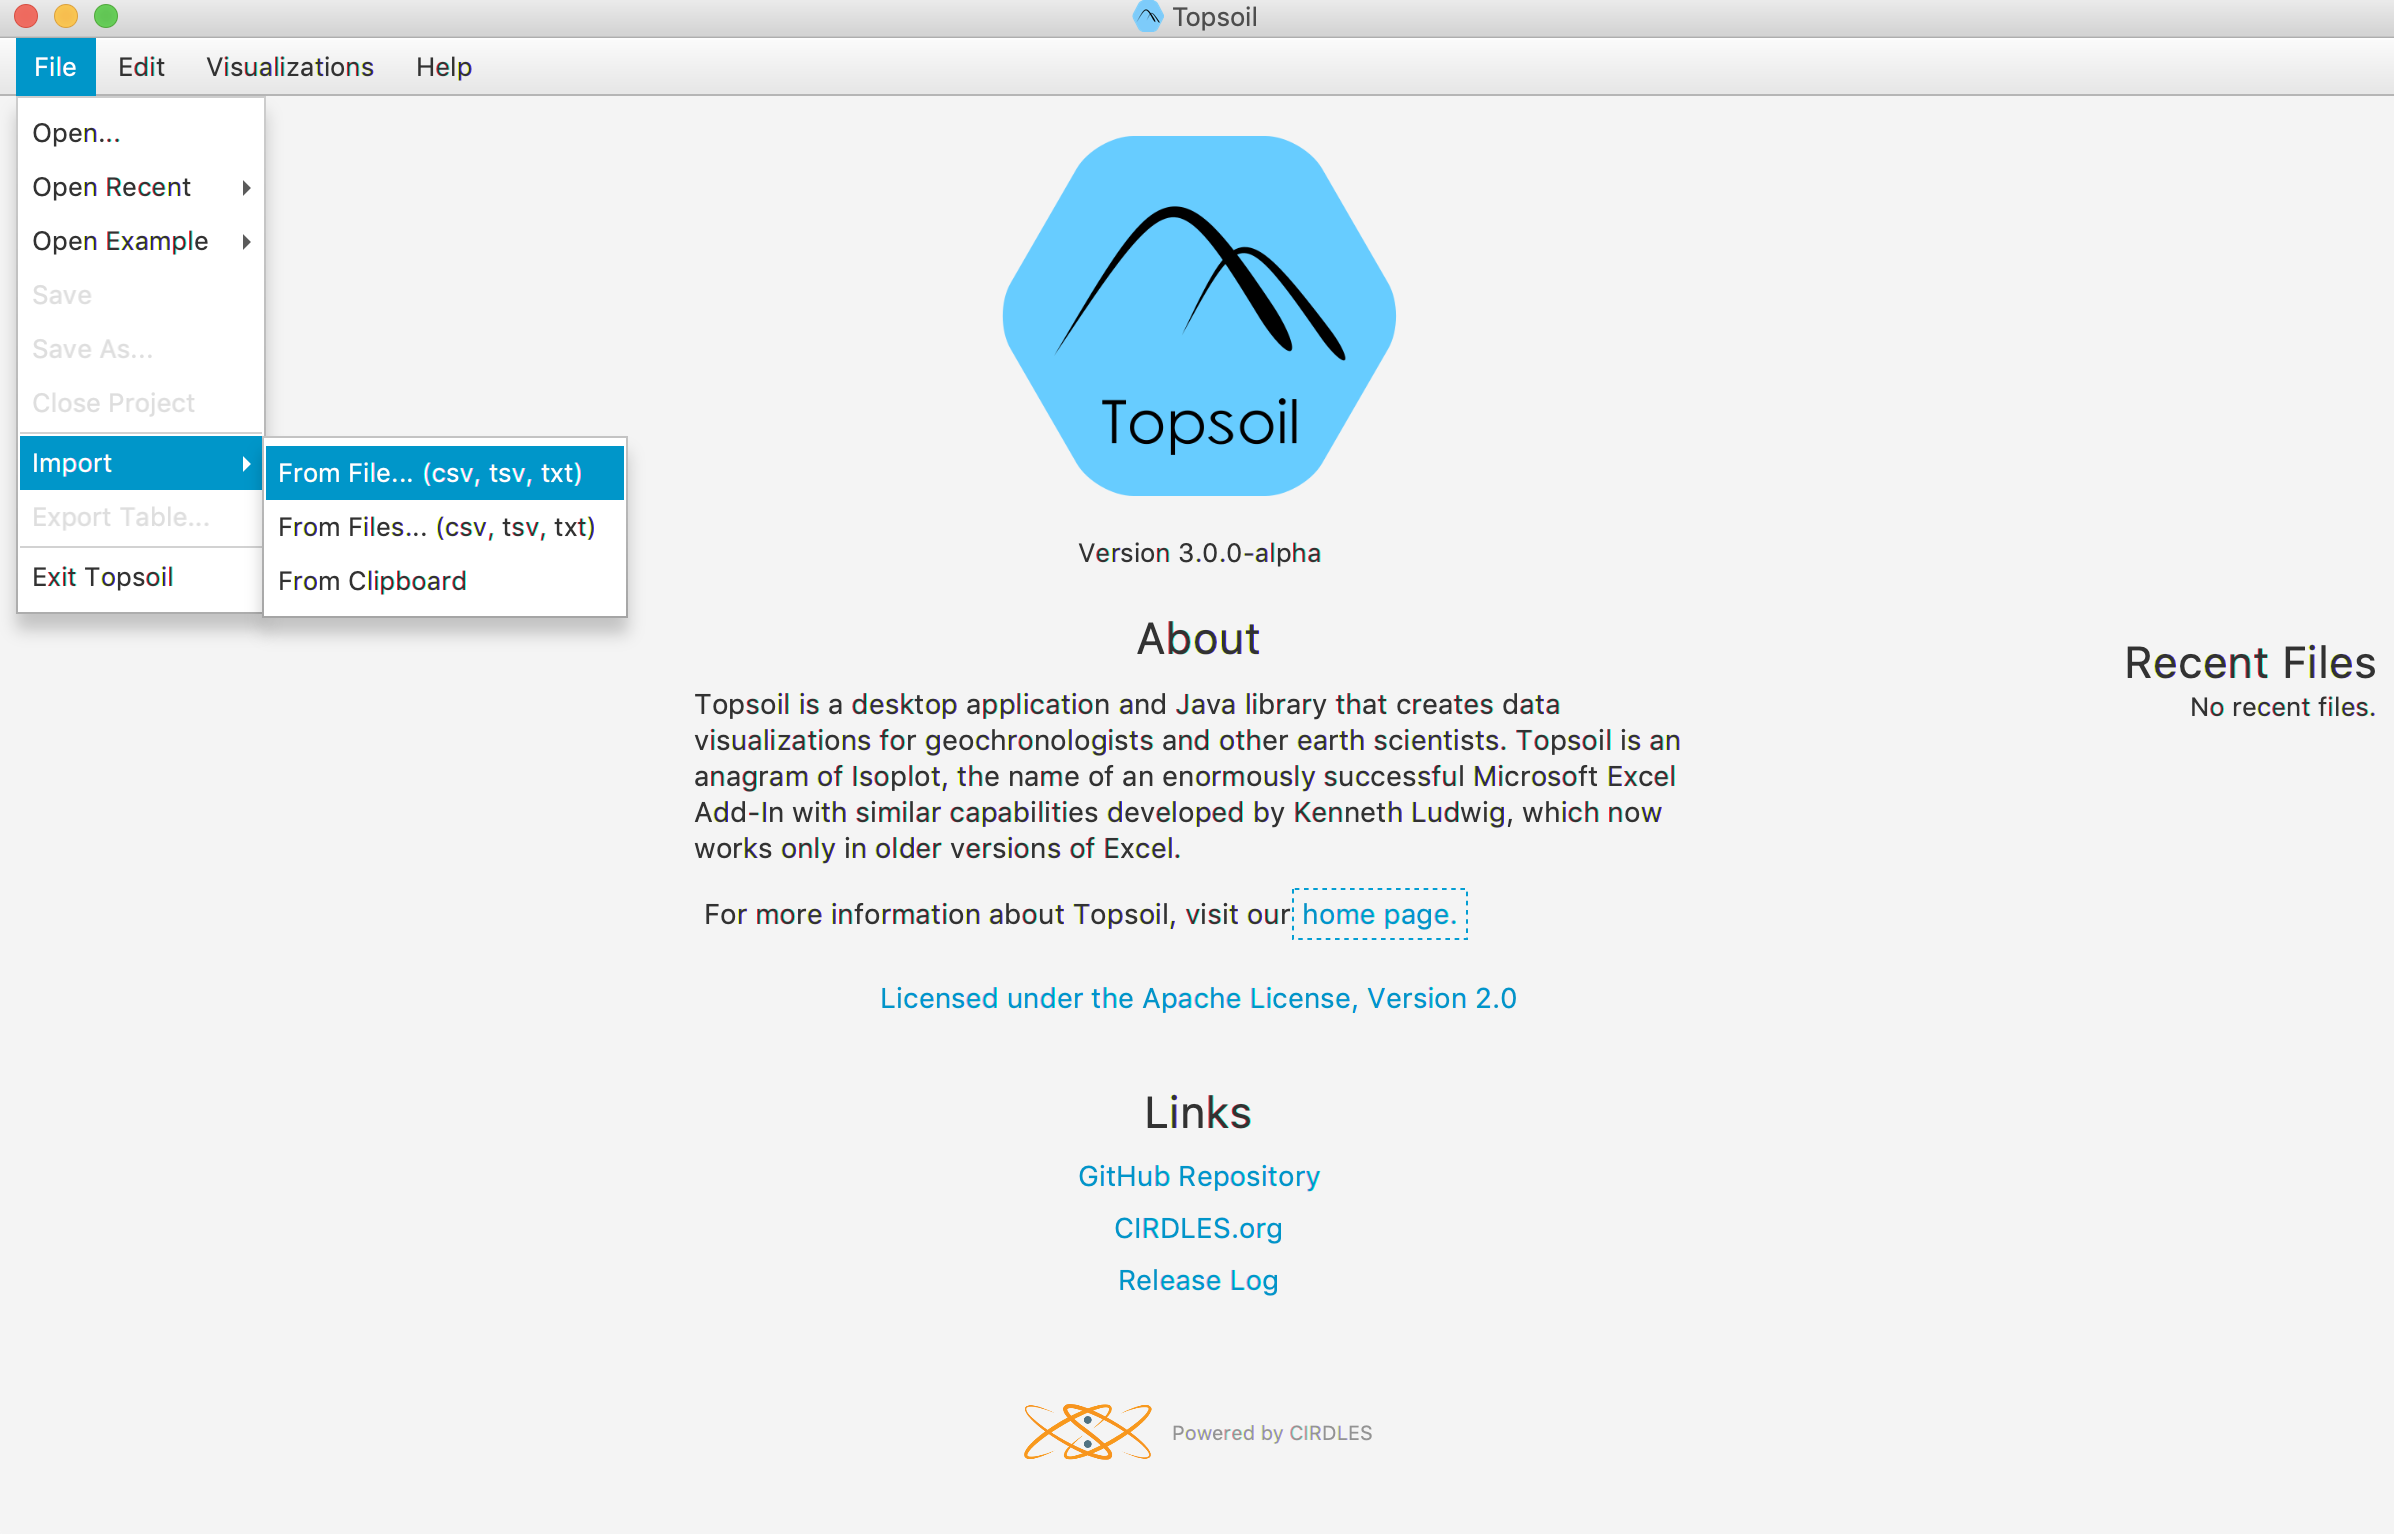 Topsoil
File Edit Visualizations Help
Open...
Open Recent
Open Example
Save
Save As...
Close Project
Import
Export Table...
Exit Topsoil
From File... (csv, tsv, txt)
From Files... (csv, tsv, txt)
From Clipboard
Topsoil
Version 3.0.0-alpha
About
Topsoil is a desktop application and Java library that creates data
visualizations for geochronologists and other earth scientists. Topsoil is an
anagram of Isoplot, the name of an enormously successful Microsoft Excel
Add-In with similar capabilities developed by Kenneth Ludwig, which now
works only in older versions of Excel.
For more information about Topsoil, visit our home page.
Licensed under the Apache License, Version 2.0
Links
GitHub Repository
CIRDLES.org
Release Log
Powered by CIRDLES
Recent Files
No recent files.